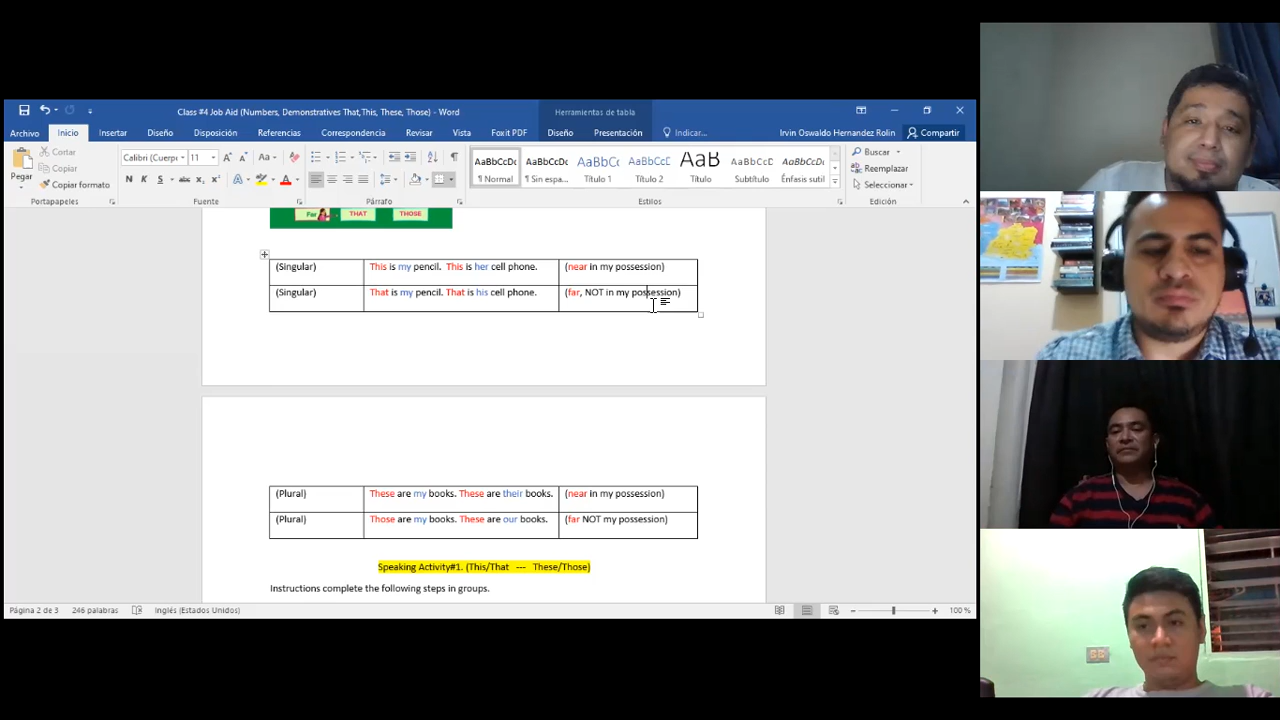 Class #4 Job Aid (Numbers, Demonstratives That,This, These, Those) - Word
Herramientas de tabla
Archivo Inicio Insertar Diseño Disposición Referencias Correspondencia Revisar Vista Foxit PDF Diseño Presentación Indicar... Irvin Oswaldo Hernandez Rolin Compartir
Pegar
Cortar
Copiar
Copiar formato
Portapapeles
Calibri (Cuerpo 11
N K S abc x₂ x²
Fuente
Párrafo
AaBbCcDc AaBbCcDc AaBbCc AaBbCcD AaB AaBbCcD AaBbCcDc
¶ Normal ¶ Sin espa... Título 1 Título 2 Título Subtítulo Énfasis sutil
Estilos
Buscar
Reemplazar
Seleccionar
Edición
Far THAT THOSE
(Singular) This is my pencil. This is her cell phone. (near in my possession)
(Singular) That is my pencil. That is his cell phone. (far, NOT in my possession)
(Plural) These are my books. These are their books. (near in my possession)
(Plural) Those are my books. These are our books. (far NOT my possession)
Speaking Activity#1. (This/That --- These/Those)
Instructions complete the following steps in groups.
Página 2 de 3 246 palabras Inglés (Estados Unidos) 100 %